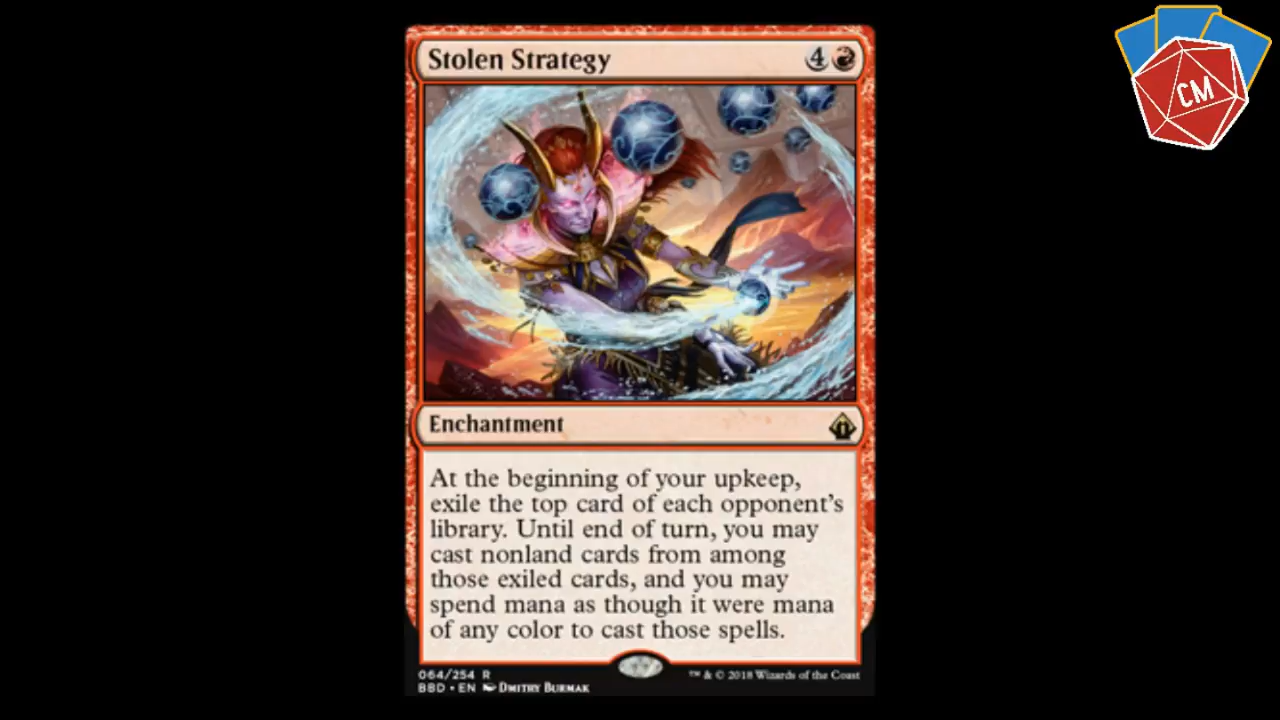 CM
Stolen Strategy 4
Enchantment
At the beginning of your upkeep,
exile the top card of each opponent's
library. Until end of turn, you may
cast nonland cards from among
those exiled cards, and you may
spend mana as though it were mana
of any color to cast those spells.
064/254 R
™ & © 2018 Wizards of the Coast
BBD • EN Dmitry Burmak